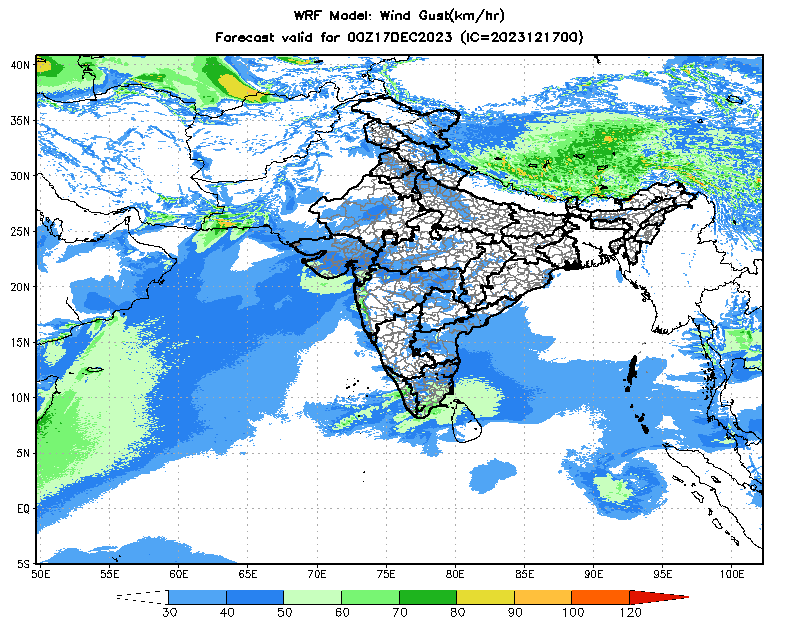 WRF Model: Wind Gust(km/hr)
Forecast valid for 00Z17DEC2023 (IC=2023121700)
40N
35N
30N
25N
20N
15N
10N
5N
EQ
5S
50E 55E 60E 65E 70E 75E 80E 85E 90E 95E 100E
30 40 50 60 70 80 90 100 120